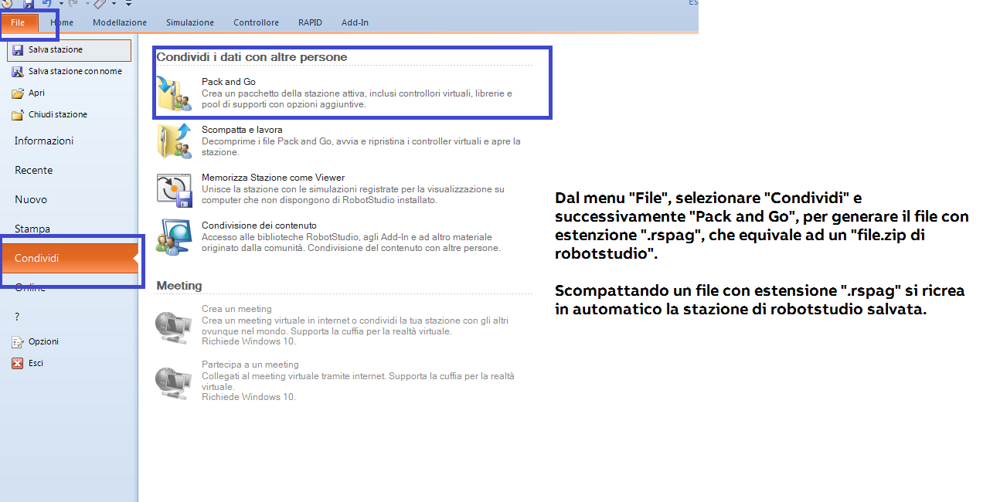 Es
File Home Modellazione Simulazione Controllore RAPID Add-In
Salva stazione
Salva stazione con nome
Apri
Chiudi stazione
Informazioni
Recente
Nuovo
Stampa
Condividi
Online
?
Opzioni
Esci
Condividi i dati con altre persone
Pack and Go
Crea un pacchetto della stazione attiva, inclusi controllori virtuali, librerie e
pool di supporti con opzioni aggiuntive.
Scompatta e lavora
Decomprime i file Pack and Go, avvia e ripristina i controller virtuali e apre la
stazione.
Memorizza Stazione come Viewer
Unisce la stazione con le simulazioni registrate per la visualizzazione su
computer che non dispongono di RobotStudio installato.
Condivisione dei contenuto
Accesso alle biblioteche RobotStudio, agli Add-In e ad altro materiale
originato dalla comunità. Condivisione del contenuto con altre persone.
Meeting
Crea un meeting
Crea un meeting virtuale in internet o condividi la tua stazione con gli altri
ovunque nel mondo. Supporta la cuffia per la realtà virtuale.
Richiede Windows 10.
Partecipa a un meeting
Collegati al meeting virtuale tramite internet. Supporta la cuffia per la realtà
virtuale.
Richiede Windows 10.
Dal menu "File", selezionare "Condividi" e
successivamente "Pack and Go", per generare il file con
estenzione ".rspag", che equivale ad un "file.zip di
robotstudio".
Scompattando un file con estensione ".rspag" si ricrea
in automatico la stazione di robotstudio salvata.